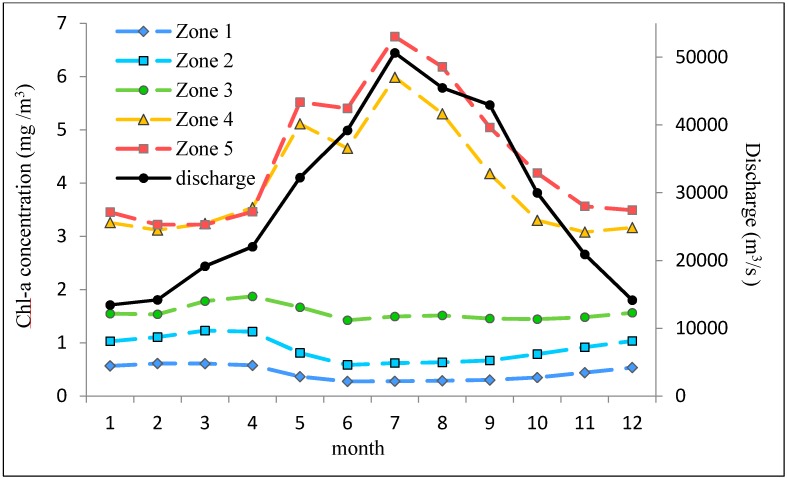 7
6
5
4
3
2
1
0
Chl-a concentration (mg /m³)
Zone 1
Zone 2
Zone 3
Zone 4
Zone 5
discharge
50000
40000
30000
20000
10000
0
Discharge (m³/s)
1 2 3 4 5 6 7 8 9 10 11 12
month